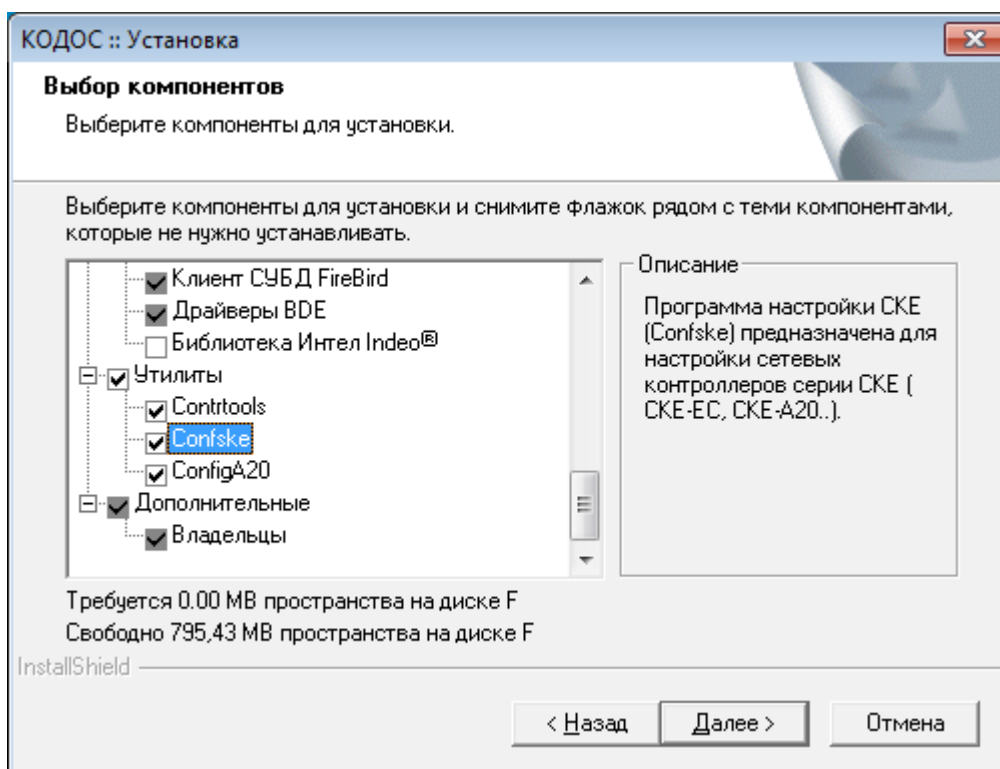 КОДОС :: Установка
Выбор компонентов
Выберите компоненты для установки.
Выберите компоненты для установки и снимите флажок рядом с теми компонентами,
которые не нужно устанавливать.
Клиент СУБД FireBird
Драйверы BDE
Библиотека Интел Indeo®
Утилиты
Contrtools
Confske
ConfigA20
Дополнительные
Владельцы
Описание
Программа настройки СКЕ
(Confske) предназначена для
настройки сетевых
контроллеров серии СКЕ (
СКЕ-ЕС, СКЕ-А20..).
Требуется 0.00 MB пространства на диске F
Свободно 795,43 MB пространства на диске F
InstallShield
< Назад
Далее >
Отмена